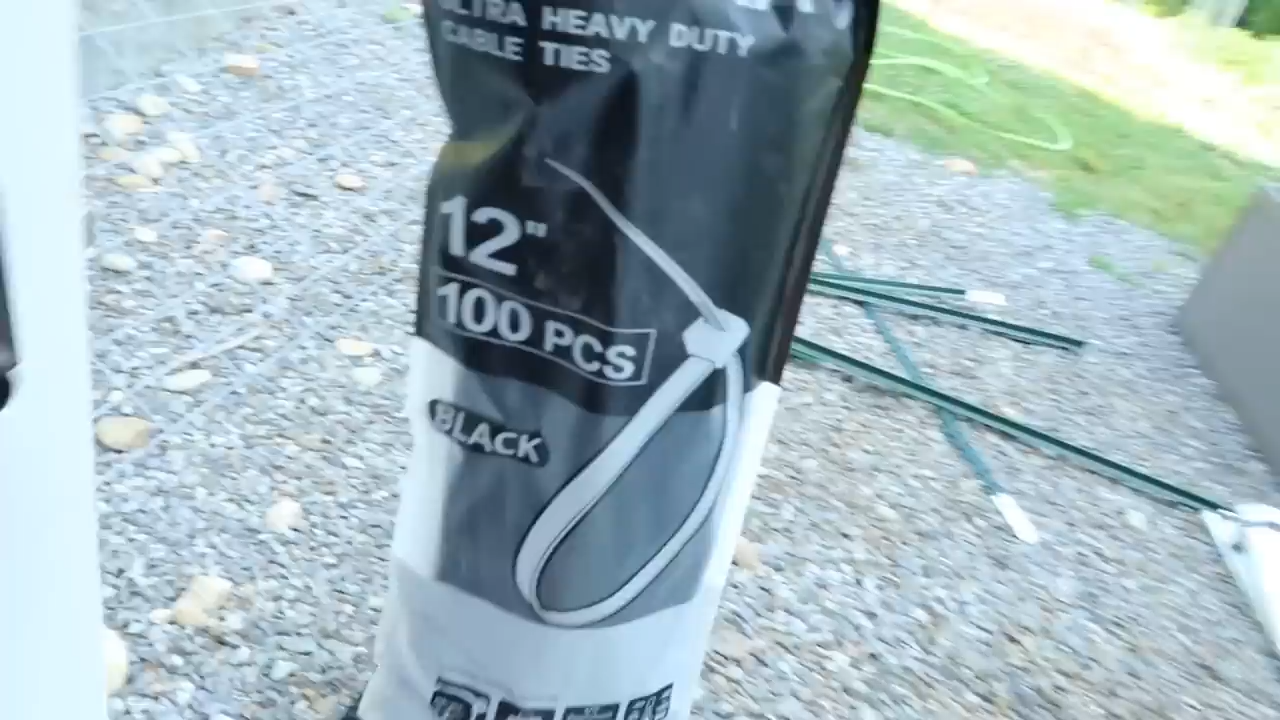 ULTRA HEAVY DUTY
CABLE TIES
12"
100 PCS
BLACK